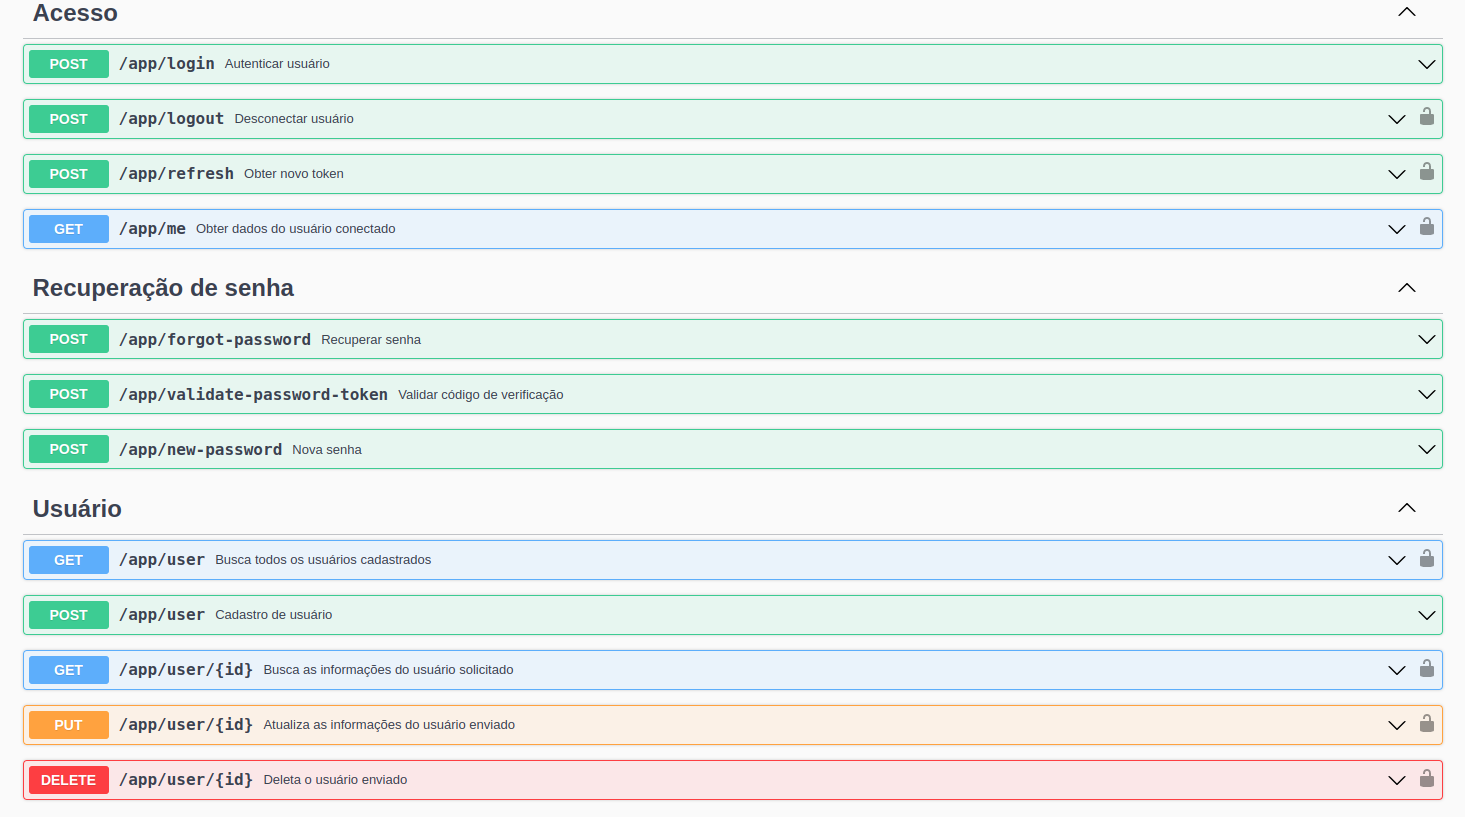 Acesso
POST /app/login Autenticar usuário
POST /app/logout Desconectar usuário
POST /app/refresh Obter novo token
GET /app/me Obter dados do usuário conectado
Recuperação de senha
POST /app/forgot-password Recuperar senha
POST /app/validate-password-token Validar código de verificação
POST /app/new-password Nova senha
Usuário
GET /app/user Busca todos os usuários cadastrados
POST /app/user Cadastro de usuário
GET /app/user/{id} Busca as informações do usuário solicitado
PUT /app/user/{id} Atualiza as informações do usuário enviado
DELETE /app/user/{id} Deleta o usuário enviado